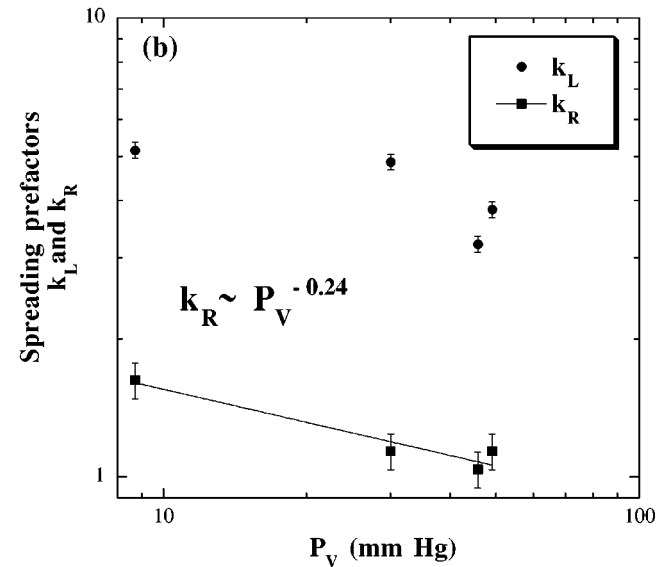 10
(b)
k_L
k_R
Spreading prefactors
k_L and k_R
k_R ~ P_V^-0.24
1
10
100
P_V (mm Hg)